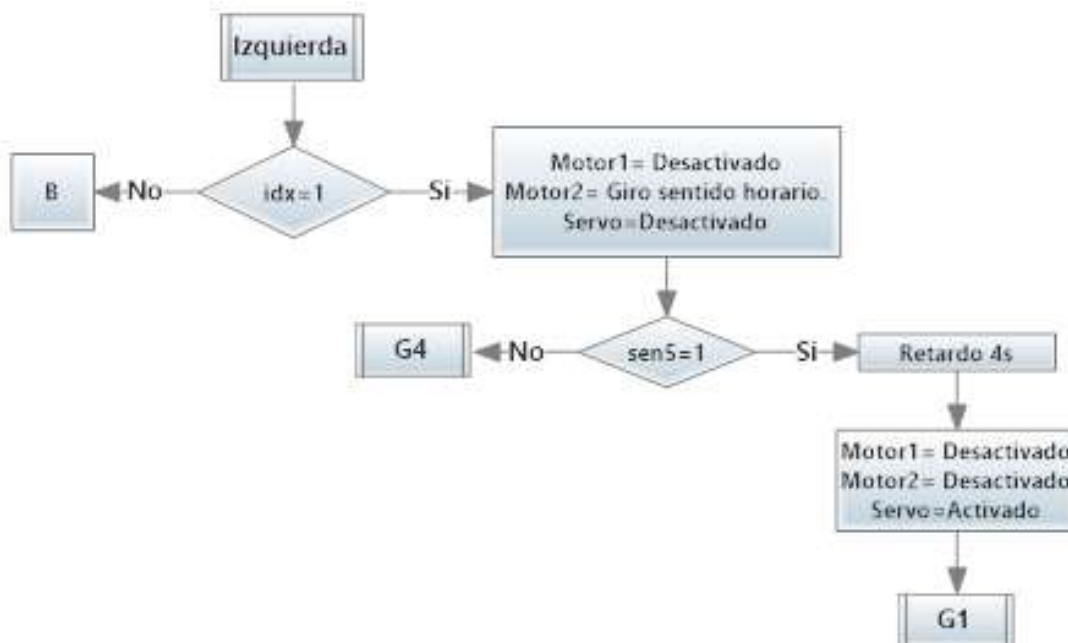 Izquierda
B
No
idx=1
Si
Motor1= Desactivado
Motor2= Giro sentido horario.
Servo=Desactivado
G4
No
sen5=1
Si
Retardo 4s
Motor1= Desactivado
Motor2= Desactivado
Servo=Activado
G1